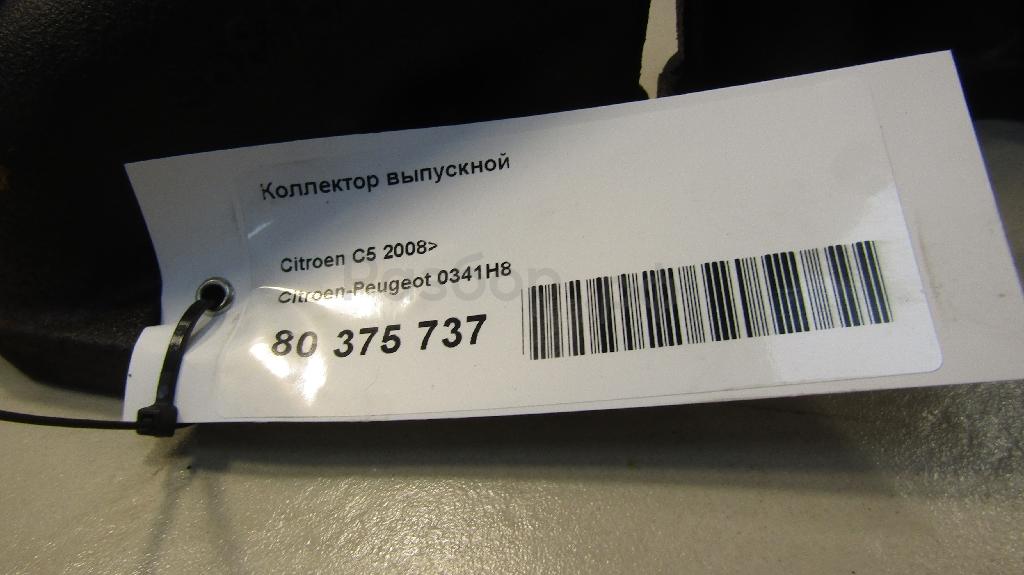 Коллектор выпускной
Citroen C5 2008>
Citroen-Peugeot 0341H8
80 375 737